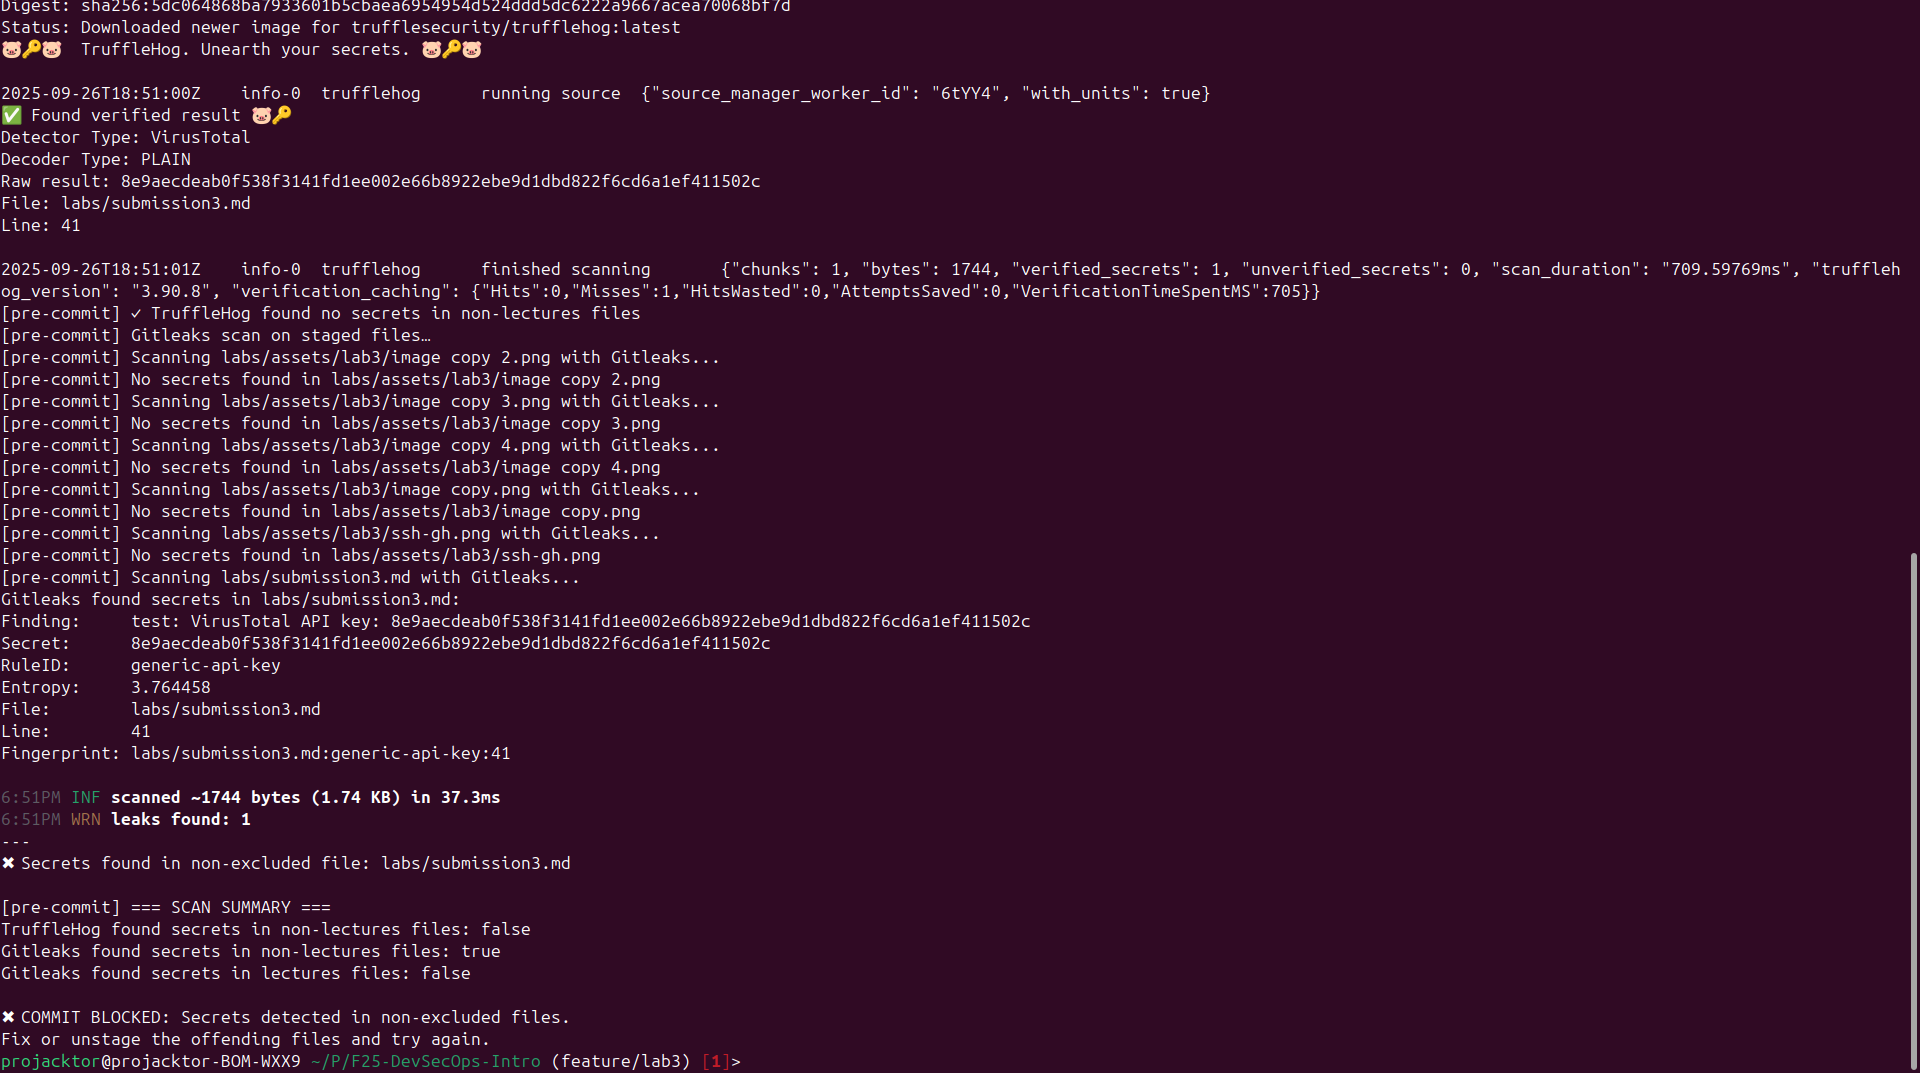 Digest: sha256:5dc064868ba7933601b5cbaea6954954d524ddd5dc6222a9667acea70068bf7d
Status: Downloaded newer image for trufflesecurity/trufflehog:latest
🐷🔑🐷  TruffleHog. Unearth your secrets. 🐷🔑🐷
2025-09-26T18:51:00Z    info-0  trufflehog      running source  {"source_manager_worker_id": "6tYY4", "with_units": true}
✅ Found verified result 🐷🔑
Detector Type: VirusTotal
Decoder Type: PLAIN
Raw result: 8e9aecdeab0f538f3141fd1ee002e66b8922ebe9d1dbd822f6cd6a1ef411502c
File: labs/submission3.md
Line: 41
2025-09-26T18:51:01Z    info-0  trufflehog      finished scanning       {"chunks": 1, "bytes": 1744, "verified_secrets": 1, "unverified_secrets": 0, "scan_duration": "709.59769ms", "truffleh
og_version": "3.90.8", "verification_caching": {"Hits":0,"Misses":1,"HitsWasted":0,"AttemptsSaved":0,"VerificationTimeSpentMS":705}}
[pre-commit] ✓ TruffleHog found no secrets in non-lectures files
[pre-commit] Gitleaks scan on staged files…
[pre-commit] Scanning labs/assets/lab3/image copy 2.png with Gitleaks...
[pre-commit] No secrets found in labs/assets/lab3/image copy 2.png
[pre-commit] Scanning labs/assets/lab3/image copy 3.png with Gitleaks...
[pre-commit] No secrets found in labs/assets/lab3/image copy 3.png
[pre-commit] Scanning labs/assets/lab3/image copy 4.png with Gitleaks...
[pre-commit] No secrets found in labs/assets/lab3/image copy 4.png
[pre-commit] Scanning labs/assets/lab3/image copy.png with Gitleaks...
[pre-commit] No secrets found in labs/assets/lab3/image copy.png
[pre-commit] Scanning labs/assets/lab3/ssh-gh.png with Gitleaks...
[pre-commit] No secrets found in labs/assets/lab3/ssh-gh.png
[pre-commit] Scanning labs/submission3.md with Gitleaks...
Gitleaks found secrets in labs/submission3.md:
Finding:     test: VirusTotal API key: 8e9aecdeab0f538f3141fd1ee002e66b8922ebe9d1dbd822f6cd6a1ef411502c
Secret:      8e9aecdeab0f538f3141fd1ee002e66b8922ebe9d1dbd822f6cd6a1ef411502c
RuleID:      generic-api-key
Entropy:     3.764458
File:        labs/submission3.md
Line:        41
Fingerprint: labs/submission3.md:generic-api-key:41
6:51PM INF scanned ~1744 bytes (1.74 KB) in 37.3ms
6:51PM WRN leaks found: 1
---
✖ Secrets found in non-excluded file: labs/submission3.md
[pre-commit] === SCAN SUMMARY ===
TruffleHog found secrets in non-lectures files: false
Gitleaks found secrets in non-lectures files: true
Gitleaks found secrets in lectures files: false
✖ COMMIT BLOCKED: Secrets detected in non-excluded files.
Fix or unstage the offending files and try again.
projacktor@projacktor-BOM-WXX9 ~/P/F25-DevSecOps-Intro (feature/lab3) [1]>